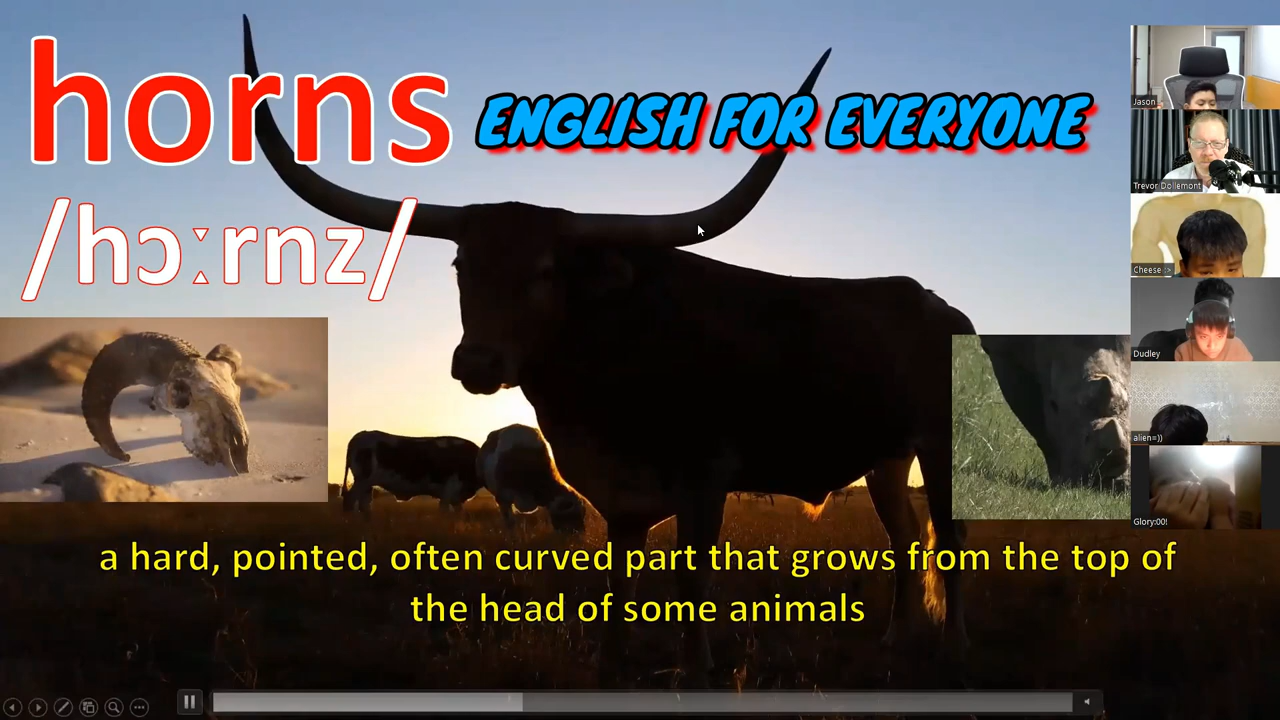 horns
ENGLISH FOR EVERYONE
/hɔːrnz/
a hard, pointed, often curved part that grows from the top of
the head of some animals
Jason
Trevor Dollemont
Cheese :>
Dudley
alien=))
Glory:00!